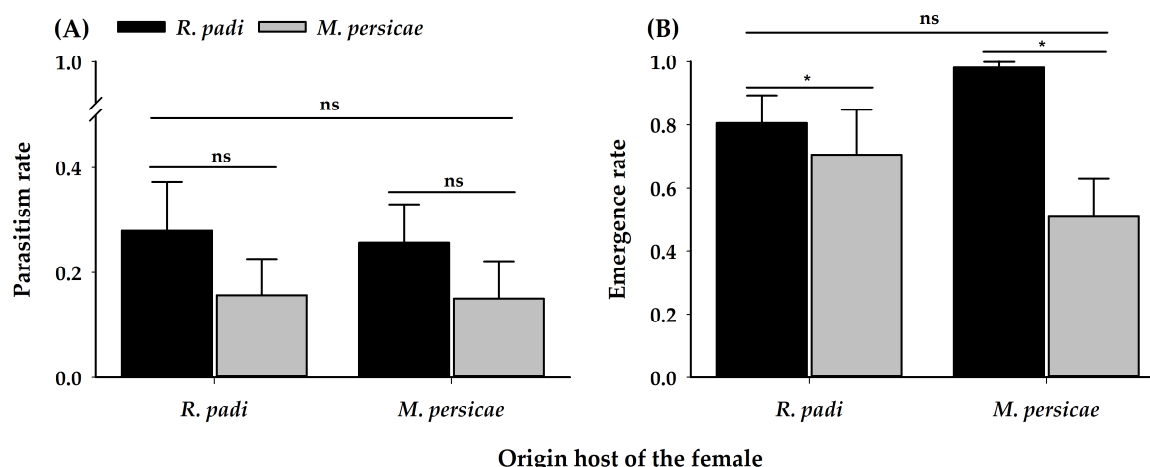 (A) R. padi M. persicae
Parasitism rate
1.0
0.4
0.2
0.0
ns
ns
ns
R. padi M. persicae
(B)
Emergence rate
1.0
0.8
0.6
0.4
0.2
0.0
ns
*
*
R. padi M. persicae
Origin host of the female